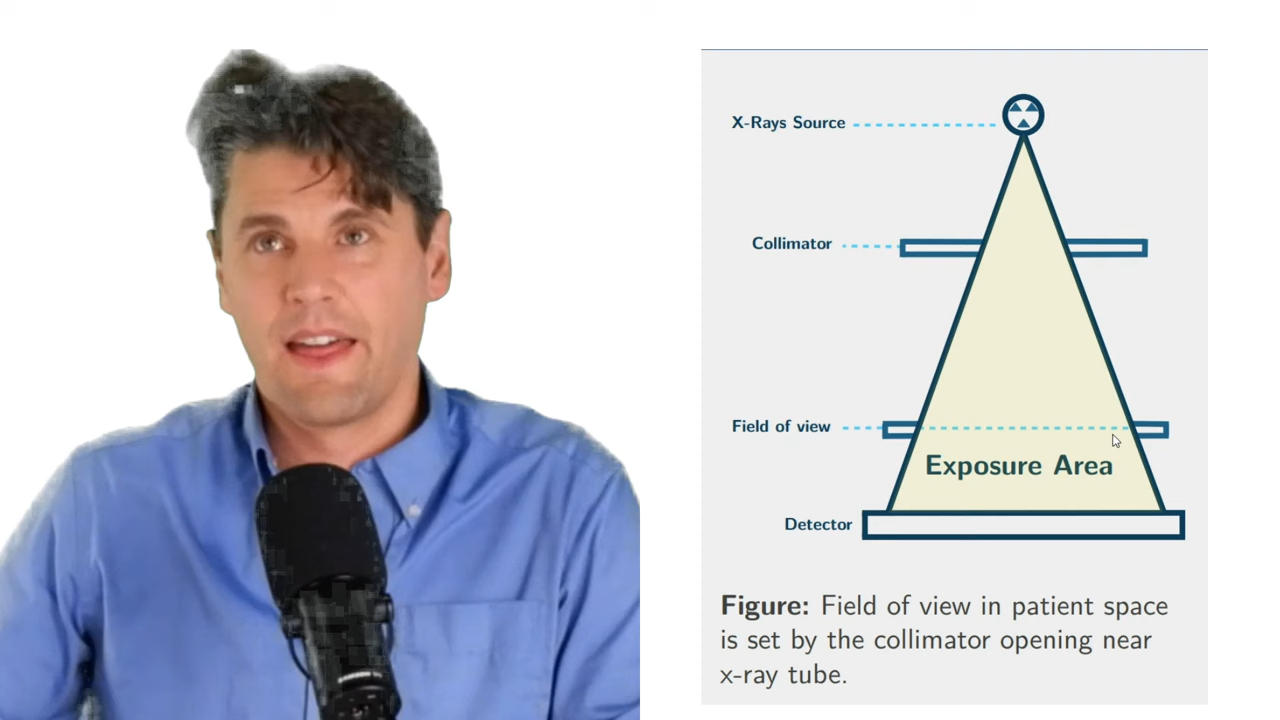 X-Rays Source
Collimator
Field of view
Exposure Area
Detector
Figure: Field of view in patient space
is set by the collimator opening near
x-ray tube.